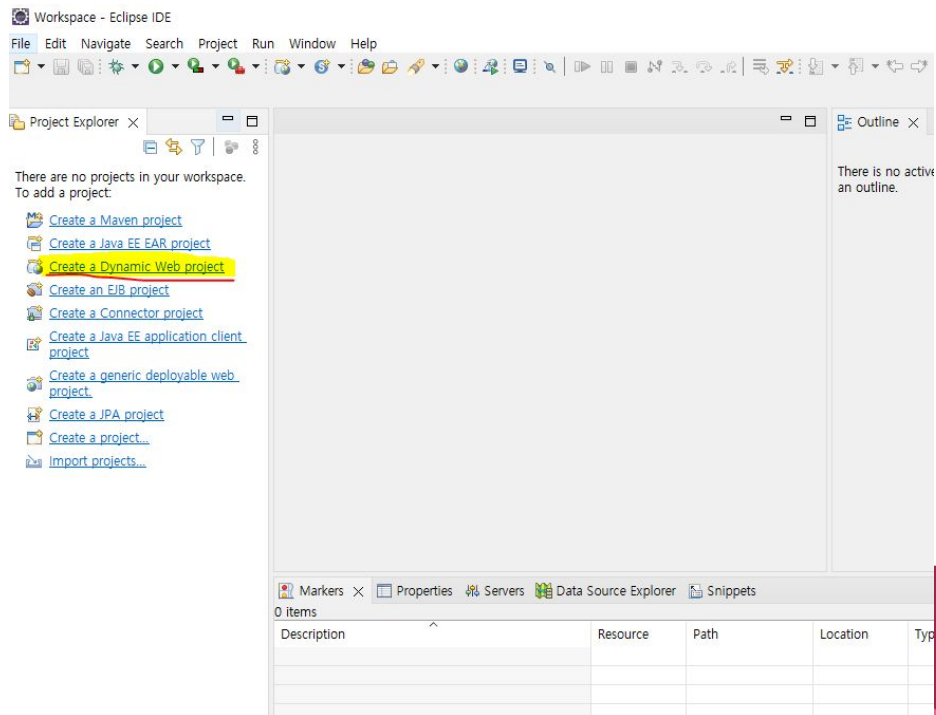 Workspace - Eclipse IDE
File Edit Navigate Search Project Run Window Help
Project Explorer
There are no projects in your workspace.
To add a project:
Create a Maven project
Create a Java EE EAR project
Create a Dynamic Web project
Create an EJB project
Create a Connector project
Create a Java EE application client
project
Create a generic deployable web
project.
Create a JPA project
Create a project...
Import projects...
Outline
There is no active
an outline.
Markers Properties Servers Data Source Explorer Snippets
0 items
Description Resource Path Location Typ